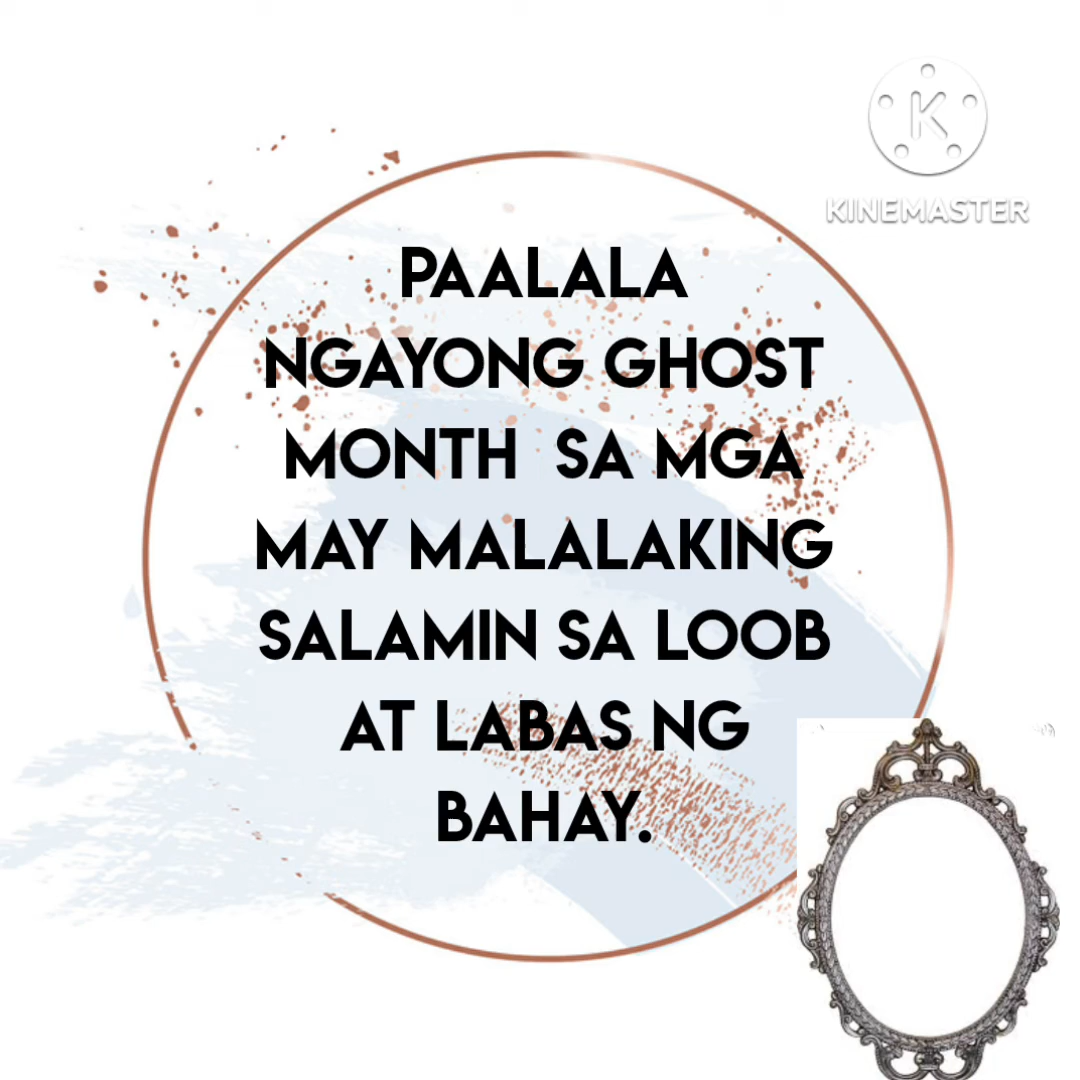 K
KINEMASTER
PAALALA
NGAYONG GHOST
MONTH SA MGA
MAY MALALAKING
SALAMIN SA LOOB
AT LABAS NG
BAHAY.